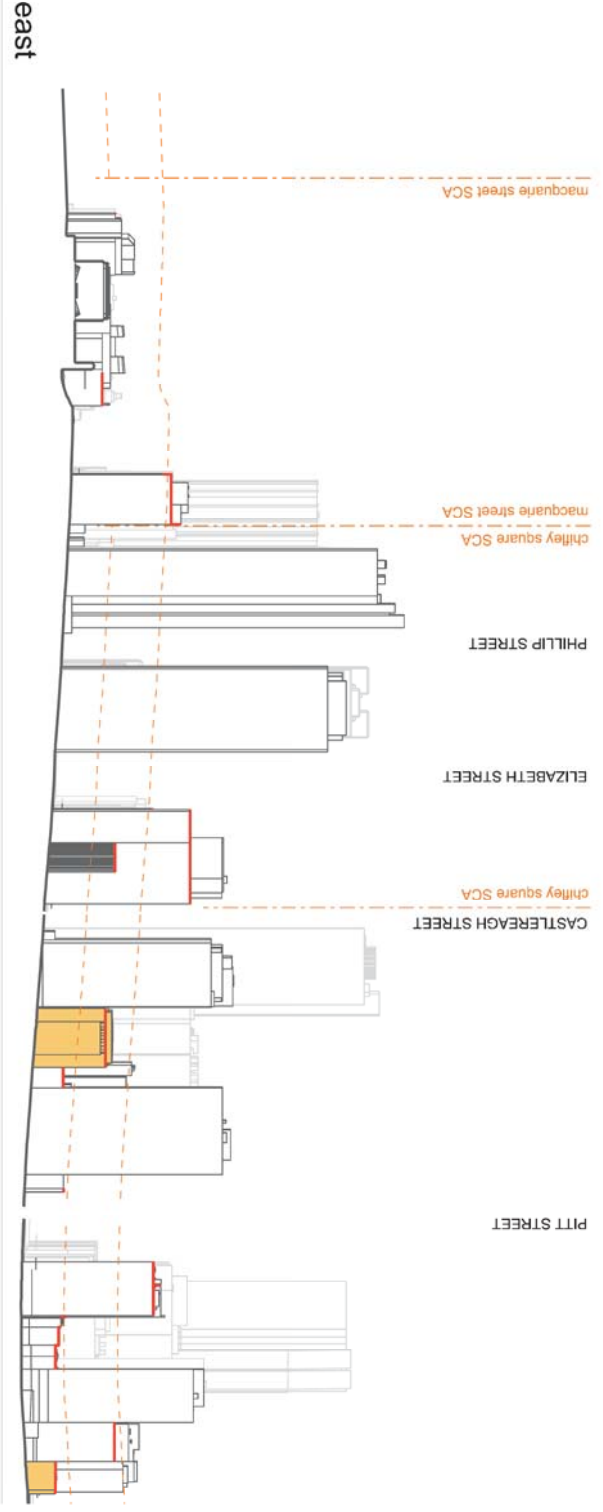 east
macquarie street SCA
macquarie street SCA
chifley square SCA
PHILLIP STREET
ELIZABETH STREET
chifley square SCA
CASTLEREAGH STREET
PITT STREET